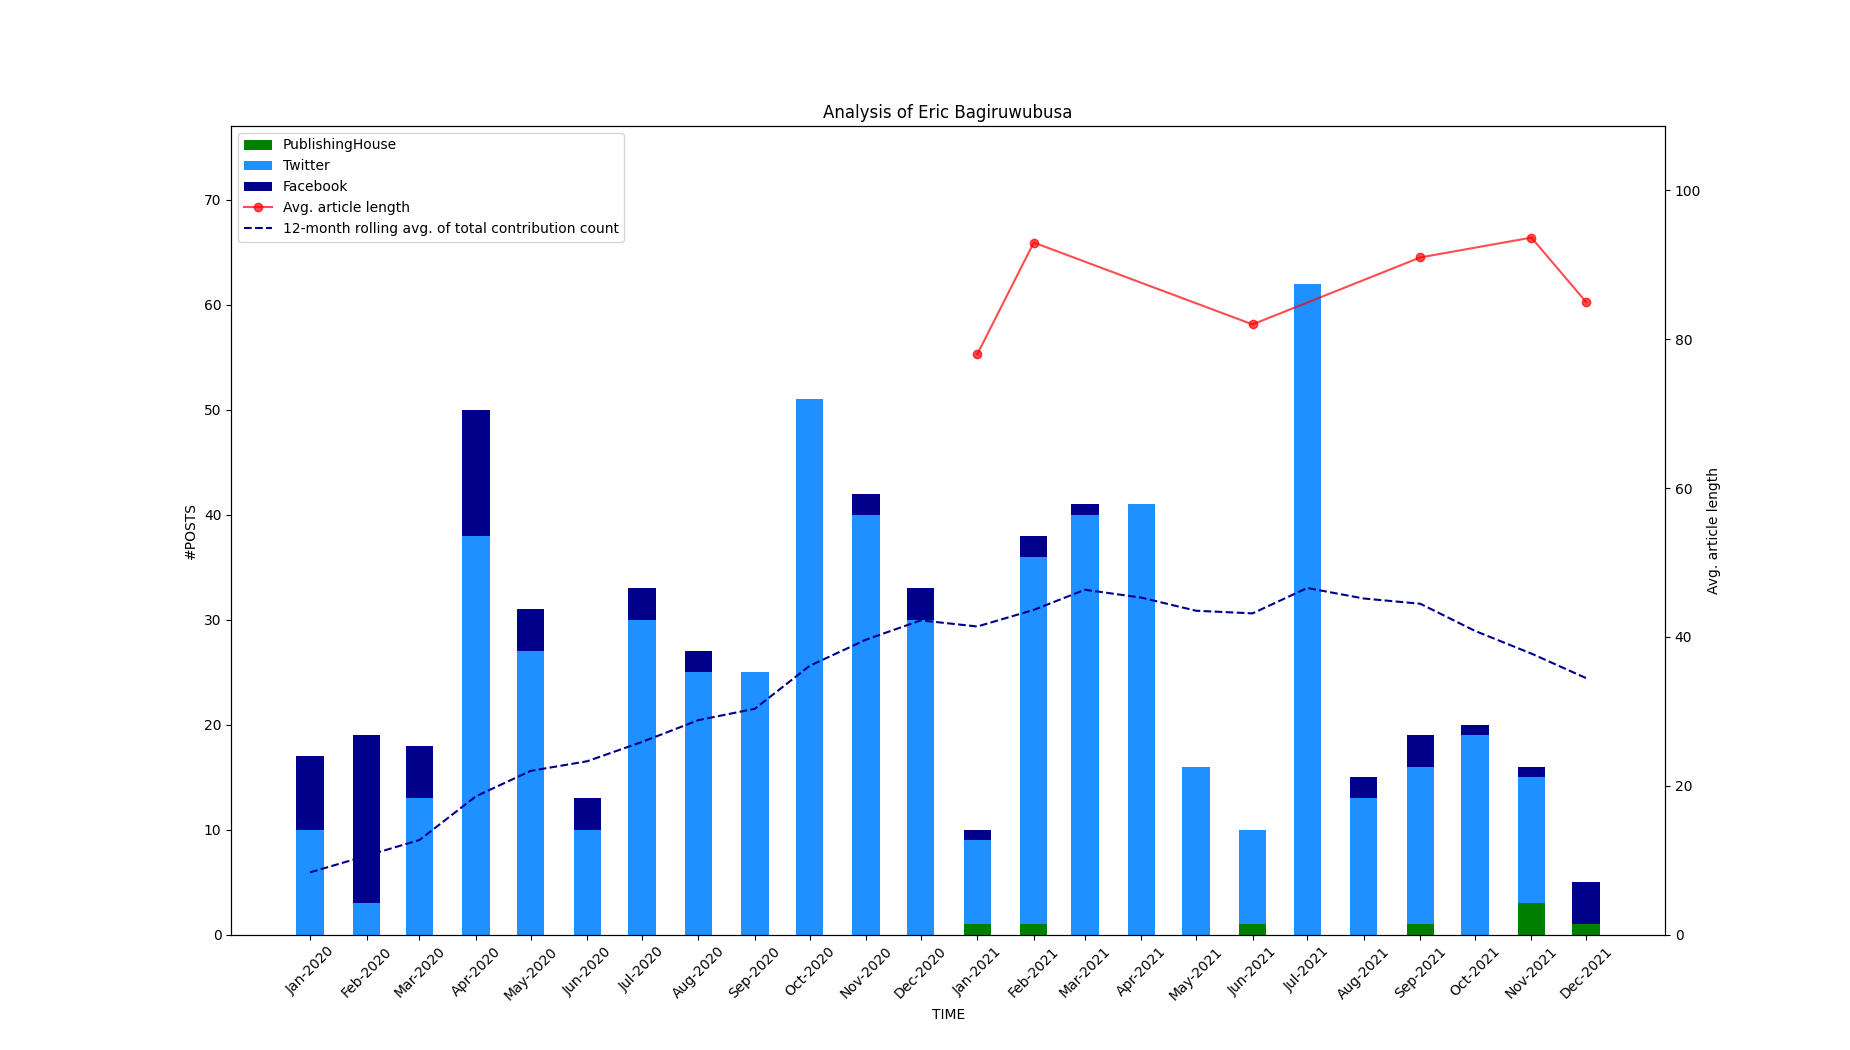 Analysis of Eric Bagiruwubusa
PublishingHouse
Twitter
Facebook
Avg. article length
12-month rolling avg. of total contribution count
#POSTS
0
10
20
30
40
50
60
70
Avg. article length
0
20
40
60
80
100
Jan-2020
Feb-2020
Mar-2020
Apr-2020
May-2020
Jun-2020
Jul-2020
Aug-2020
Sep-2020
Oct-2020
Nov-2020
Dec-2020
Jan-2021
Feb-2021
Mar-2021
Apr-2021
May-2021
Jun-2021
Jul-2021
Aug-2021
Sep-2021
Oct-2021
Nov-2021
Dec-2021
TIME